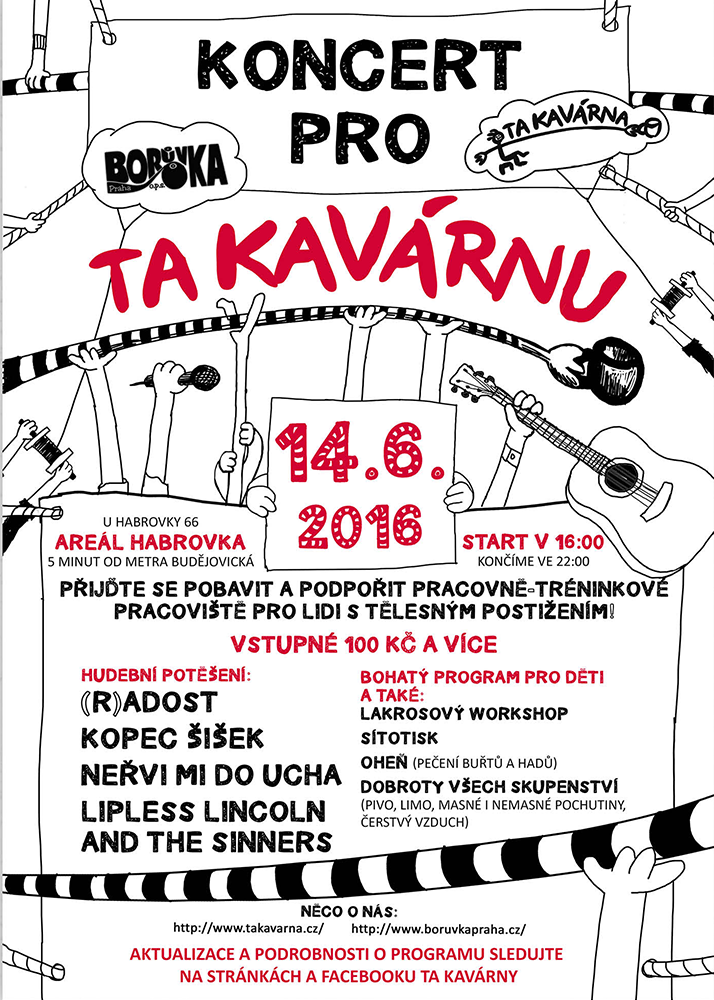 KONCERT
PRO
BORŮVKA
Praha o.p.s.
TA KAVÁRNA
TA KAVÁRNU
14.6.
2016
U HABROVKY 66
AREÁL HABROVKA
5 MINUT OD METRA BUDĚJOVICKÁ
START V 16:00
KONČÍME VE 22:00
PŘIJĎTE SE POBAVIT A PODPOŘIT PRACOVNĚ-TRÉNINKOVÉ
PRACOVIŠTĚ PRO LIDI S TĚLESNÝM POSTIŽENÍM!
VSTUPNÉ 100 KČ A VÍCE
HUDEBNÍ POTĚŠENÍ:
(R)ADOST
KOPEC ŠIŠEK
NEŘVI MI DO UCHA
LIPLESS LINCOLN
AND THE SINNERS
BOHATÝ PROGRAM PRO DĚTI
A TAKÉ:
LAKROSOVÝ WORKSHOP
SÍTOTISK
OHEŇ (PEČENÍ BUŘTŮ A HADŮ)
DOBROTY VŠECH SKUPENSTVÍ
(PIVO, LIMO, MASNÉ I NEMASNÉ POCHUTINY,
ČERSTVÝ VZDUCH)
NĚCO O NÁS:
http://www.takavarna.cz/ http://www.boruvkapraha.cz/
AKTUALIZACE A PODROBNOSTI O PROGRAMU SLEDUJTE
NA STRÁNKÁCH A FACEBOOKU TA KAVÁRNY